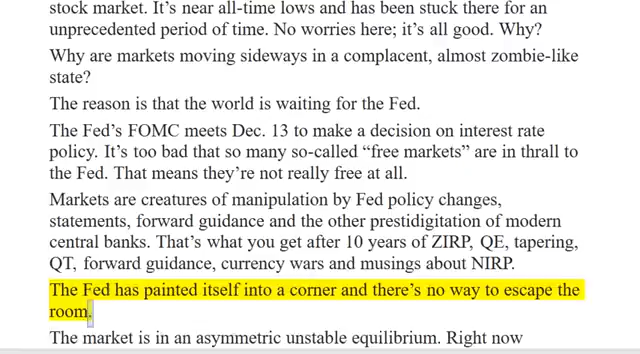 stock market. It’s near all-time lows and has been stuck there for an
unprecedented period of time. No worries here; it’s all good. Why?
Why are markets moving sideways in a complacent, almost zombie-like
state?
The reason is that the world is waiting for the Fed.
The Fed’s FOMC meets Dec. 13 to make a decision on interest rate
policy. It’s too bad that so many so-called “free markets” are in thrall to
the Fed. That means they’re not really free at all.
Markets are creatures of manipulation by Fed policy changes,
statements, forward guidance and the other prestidigitation of modern
central banks. That’s what you get after 10 years of ZIRP, QE, tapering,
QT, forward guidance, currency wars and musings about NIRP.
The Fed has painted itself into a corner and there’s no way to escape the
room.
The market is in an asymmetric unstable equilibrium. Right now